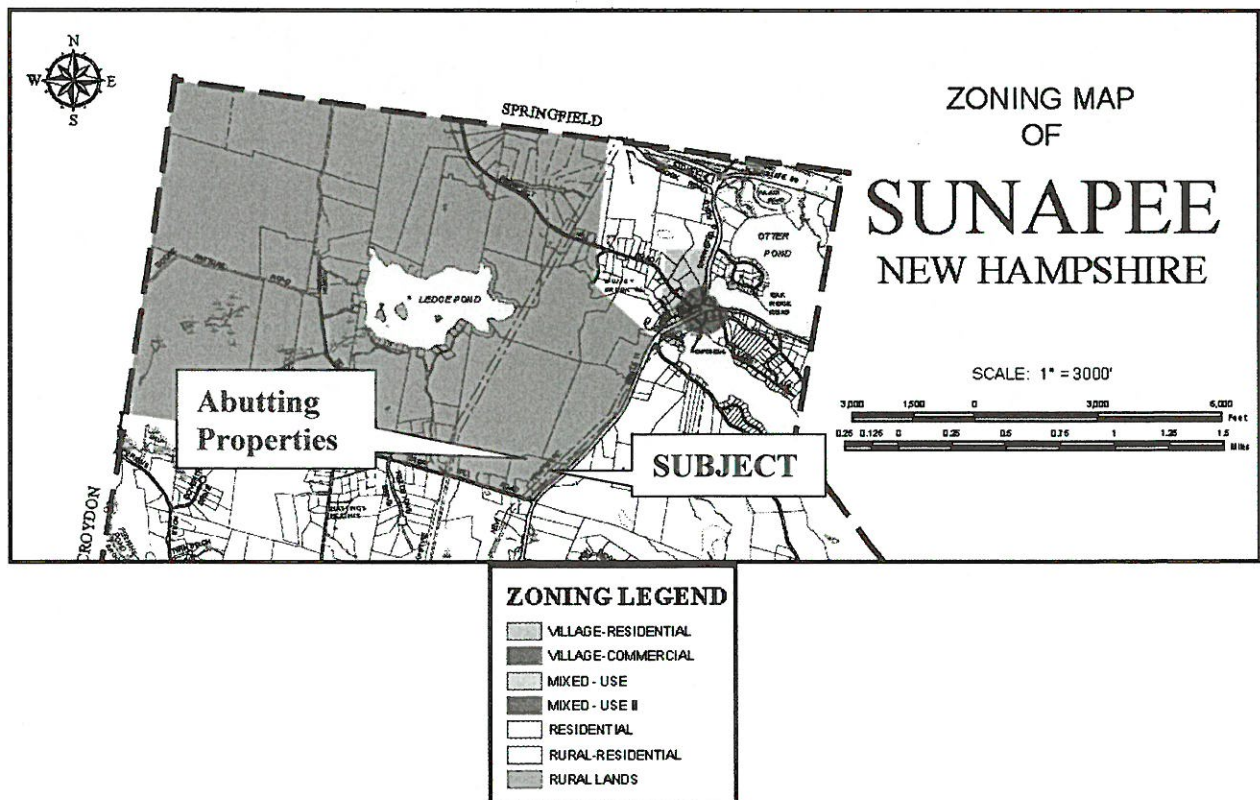 N
W
E
S
SPRINGFIELD
ZONING MAP
OF
SUNAPEE
NEW HAMPSHIRE
OTTER
POND
LEDGE POND
SCALE: 1" = 3000'
3,000 1,500 0 3,000 6,000
Feet
0.25 0.125 0 0.25 0.5 0.75 1 1.25 1.5
Miles
Abutting
Properties
SUBJECT
CROYDON
ZONING LEGEND
VILLAGE-RESIDENTIAL
VILLAGE-COMMERCIAL
MIXED - USE
MIXED - USE II
RESIDENTIAL
RURAL-RESIDENTIAL
RURAL LANDS